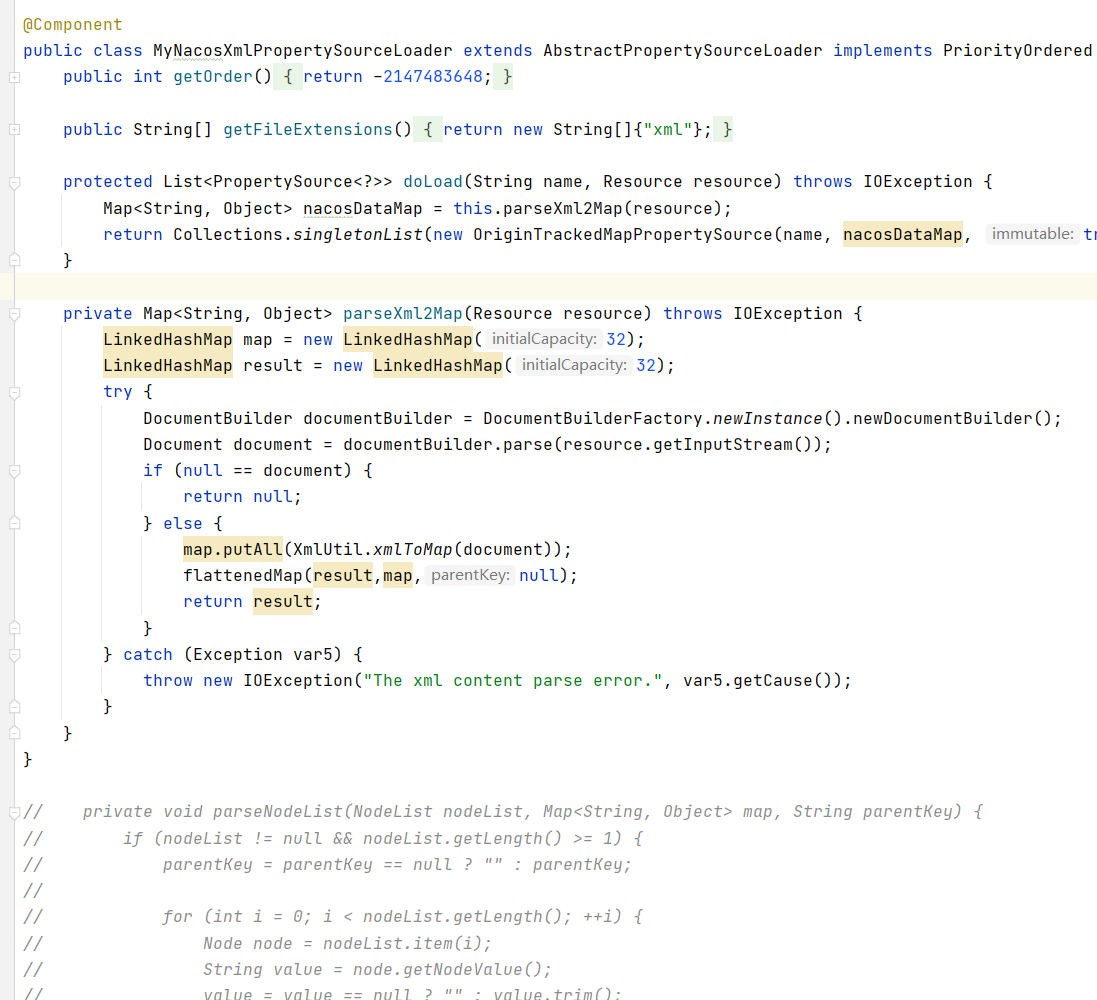 @Component
public class MyNacosXmlPropertySourceLoader extends AbstractPropertySourceLoader implements PriorityOrdered
    public int getOrder() { return -2147483648; }

    public String[] getFileExtensions() { return new String[]{"xml"}; }

    protected List<PropertySource<?>> doLoad(String name, Resource resource) throws IOException {
        Map<String, Object> nacosDataMap = this.parseXml2Map(resource);
        return Collections.singletonList(new OriginTrackedMapPropertySource(name, nacosDataMap, immutable: tr
    }

    private Map<String, Object> parseXml2Map(Resource resource) throws IOException {
        LinkedHashMap map = new LinkedHashMap( initialCapacity: 32);
        LinkedHashMap result = new LinkedHashMap( initialCapacity: 32);
        try {
            DocumentBuilder documentBuilder = DocumentBuilderFactory.newInstance().newDocumentBuilder();
            Document document = documentBuilder.parse(resource.getInputStream());
            if (null == document) {
                return null;
            } else {
                map.putAll(XmlUtil.xmlToMap(document));
                flattenedMap(result,map, parentKey: null);
                return result;
            }
        } catch (Exception var5) {
            throw new IOException("The xml content parse error.", var5.getCause());
        }
    }
}

//    private void parseNodeList(NodeList nodeList, Map<String, Object> map, String parentKey) {
//        if (nodeList != null && nodeList.getLength() >= 1) {
//            parentKey = parentKey == null ? "" : parentKey;
//
//            for (int i = 0; i < nodeList.getLength(); ++i) {
//                Node node = nodeList.item(i);
//                String value = node.getNodeValue();
//                value = value == null ? "" : value.trim();